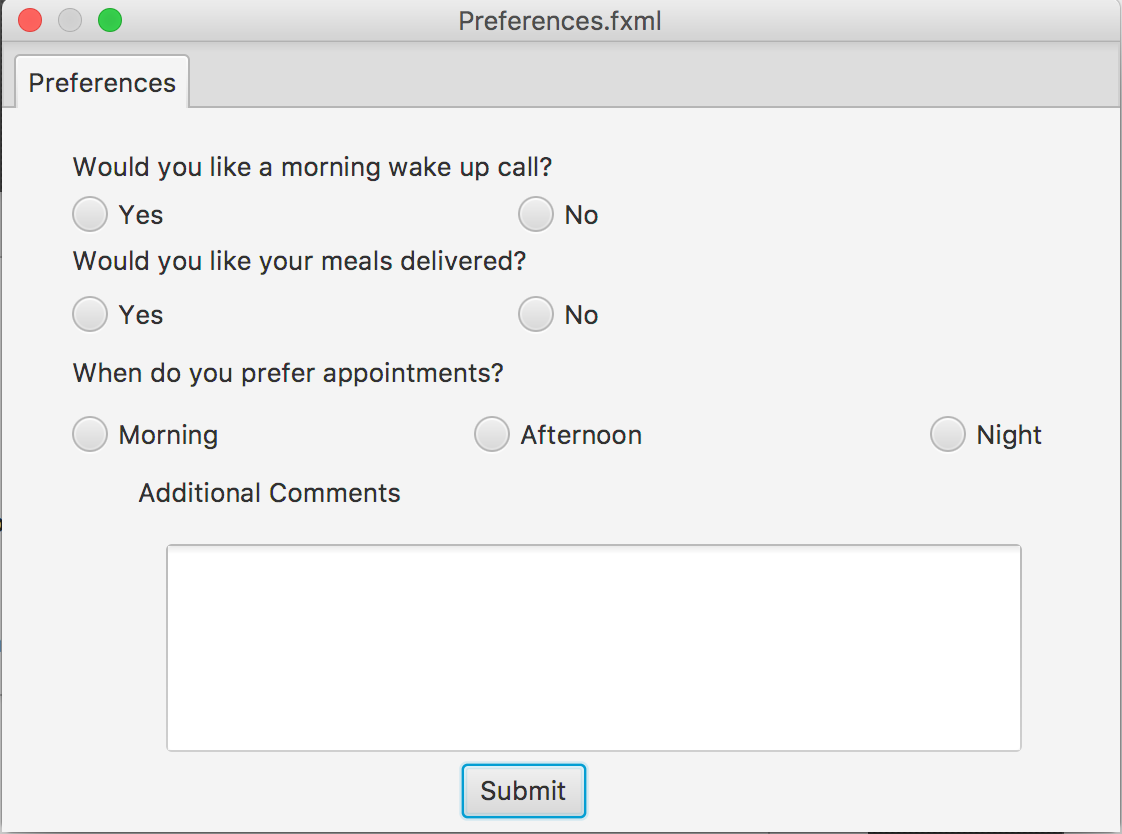 Preferences.fxml
Preferences
Would you like a morning wake up call?
Yes No
Would you like your meals delivered?
Yes No
When do you prefer appointments?
Morning Afternoon Night
Additional Comments
Submit